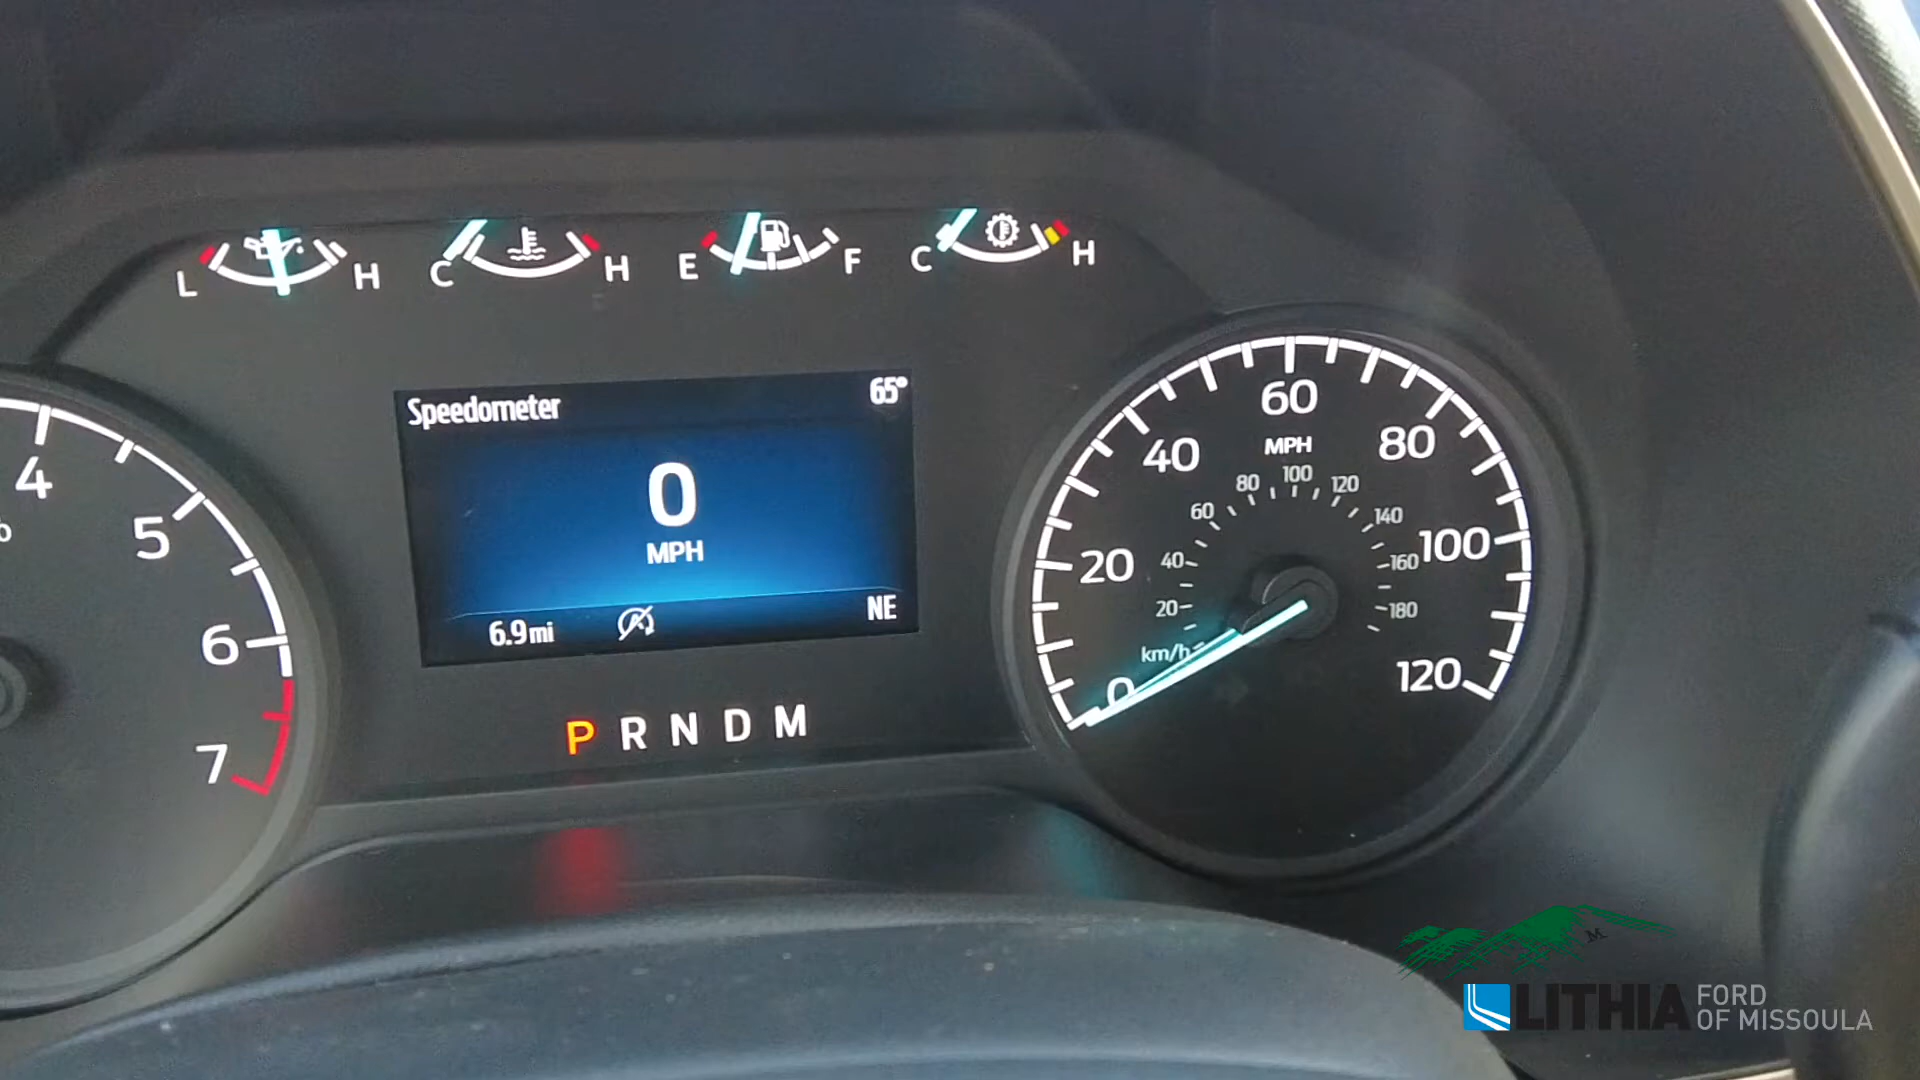 L H C H E F C H
Speedometer 65°
0
MPH
6.9mi NE
P R N D M
4
5
6
7
0 20 40 60 80 100 120
MPH
20 40 60 80 100 120 140 160 180
km/h
M
LITHIA FORD
OF MISSOULA